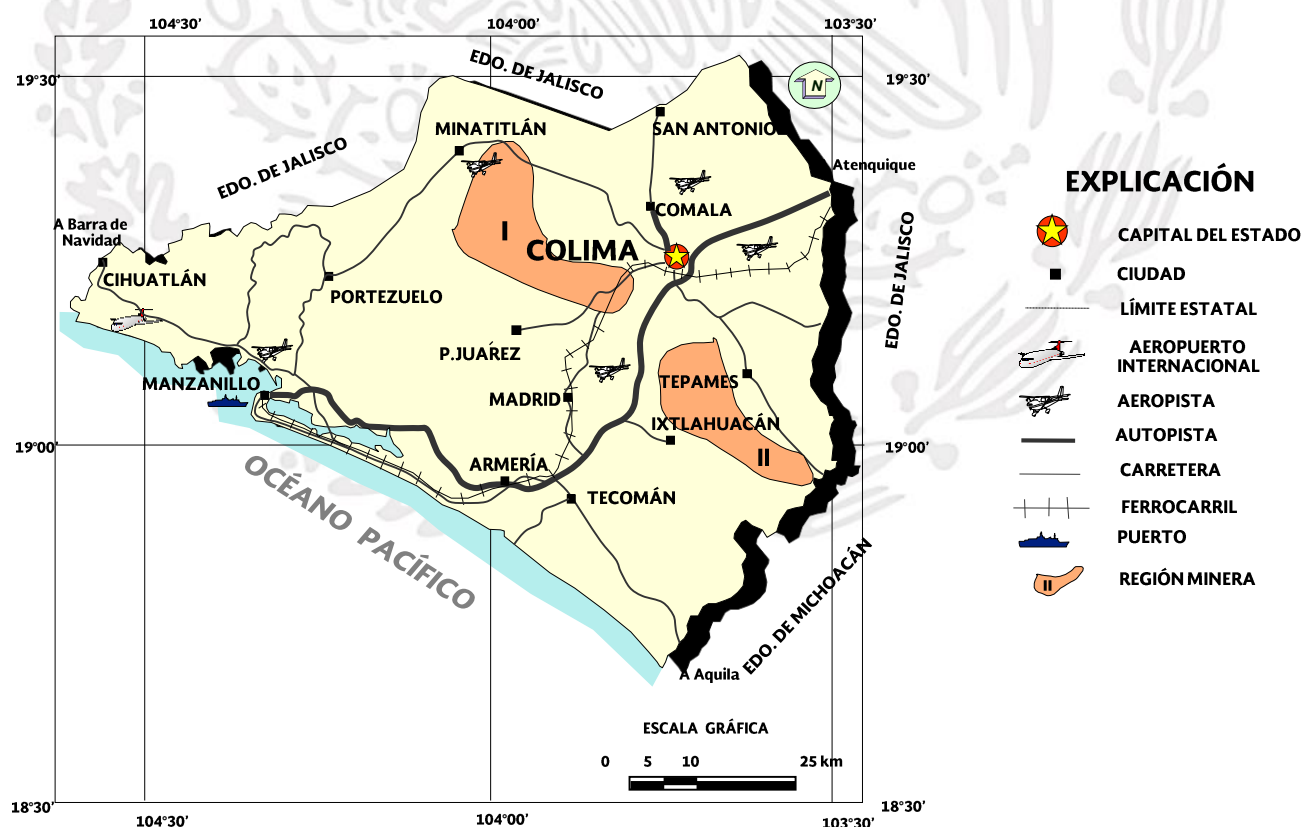 104°30'
104°00'
103°30'
19°30'
EDO. DE JALISCO
19°30'
N
MINATITLÁN
SAN ANTONIO
EDO. DE JALISCO
Atenquique
EXPLICACIÓN
A Barra de
Navidad
I
COMALA
COLIMA
EDO. DE JALISCO
CAPITAL DEL ESTADO
CIHUATLÁN
CIUDAD
PORTEZUELO
LÍMITE ESTATAL
P.JUAÉREZ
AEROPUERTO
INTERNACIONAL
MANZANILLO
TEPAMES
MADRID
AEROPISTA
IXTLAHUACÁN
AUTOPISTA
19°00'
II
19°00'
ARMERÍA
CARRETERA
TECOMÁN
OCÉANO PACÍFICO
FERROCARRIL
PUERTO
EDO. DE MICHOACÁN
II
REGIÓN MINERA
A Aquila
ESCALA GRÁFICA
0 5 10 25 km
18°30'
18°30'
104°30'
104°00'
103°30'